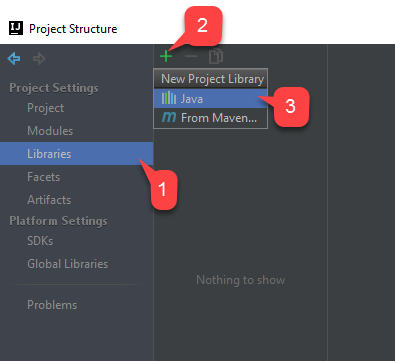 IJ Project Structure
2
Project Settings
Project
Modules
Libraries
Facets
Artifacts
Platform Settings
SDKs
Global Libraries
Problems
New Project Library
Java
m From Maven...
3
1
Nothing to show